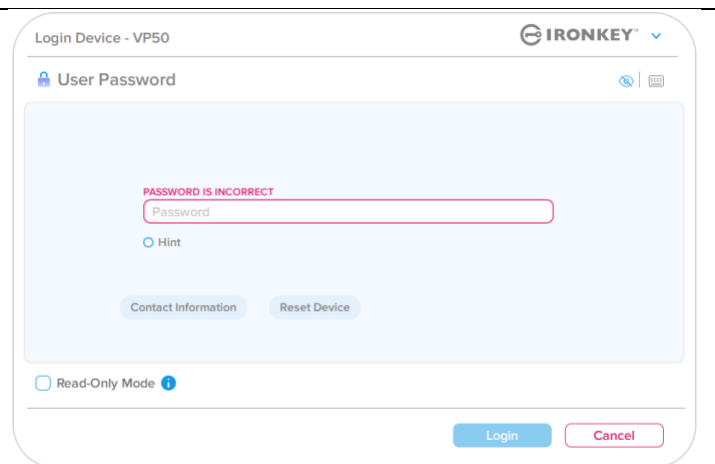 Login Device - VP50
IRONKEY™
User Password
PASSWORD IS INCORRECT
Password
Hint
Contact Information
Reset Device
Read-Only Mode
Login
Cancel